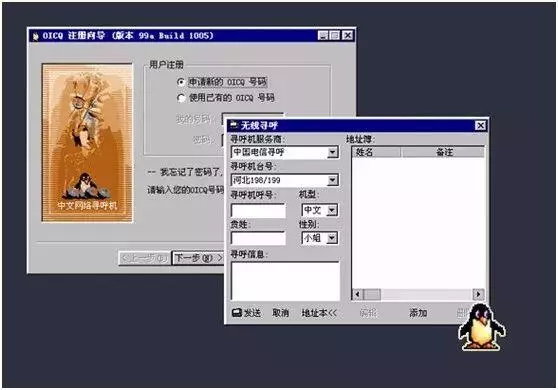 OICQ 注册向导 (版本 99a Build 1005)
用户注册
申请新的 OICQ 号码
使用已有的 OICQ 号码
我的号码:
密码:
-- 我忘记了密码了,
请输入您的OICQ号码
中文网络寻呼机
<上一步(B)
下一步(N) >
无线寻呼
寻呼机服务商:
中国电信寻呼
寻呼机台号:
河北198/199
寻呼机呼号:
机型:
中文
贵姓:
性别:
小姐
寻呼信息:
地址簿:
姓名
备注
发送
取消
地址本<<
编辑
添加